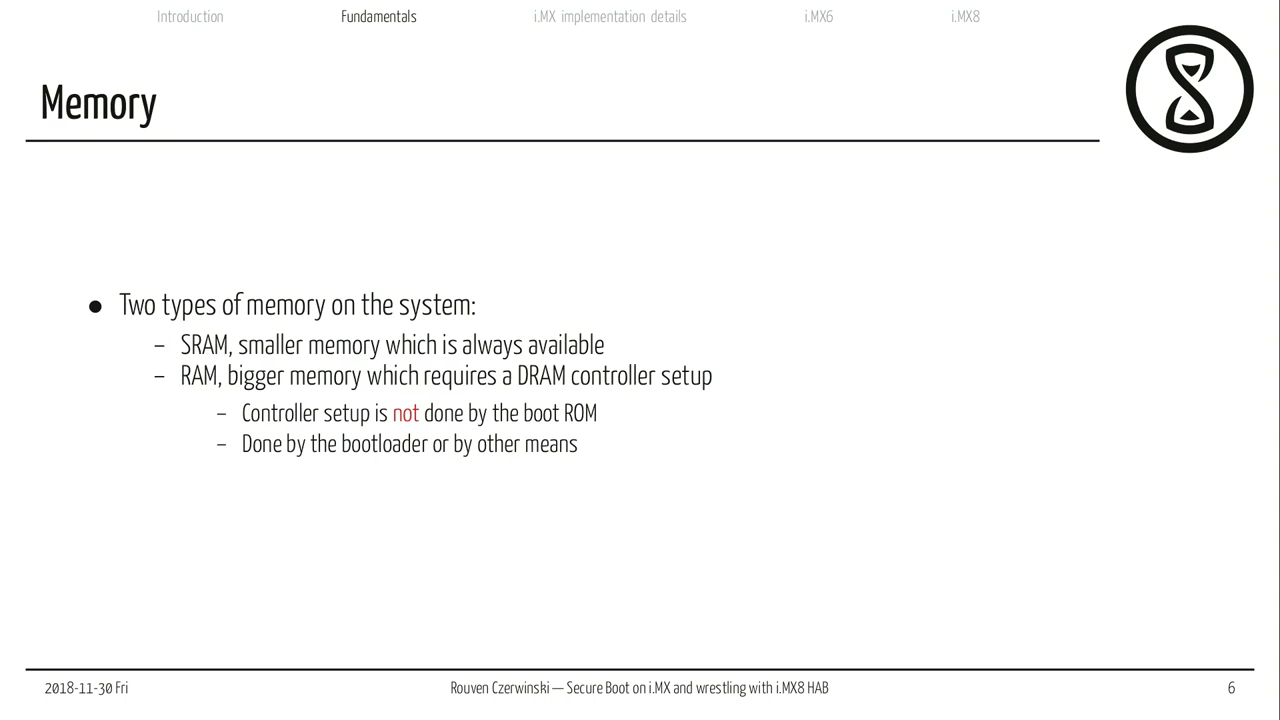 Introduction Fundamentals i.MX implementation details i.MX6 i.MX8
Memory
● Two types of memory on the system:
– SRAM, smaller memory which is always available
– RAM, bigger memory which requires a DRAM controller setup
– Controller setup is not done by the boot ROM
– Done by the bootloader or by other means
2018-11-30 Fri Rouven Czerwinski — Secure Boot on i.MX and wrestling with i.MX8 HAB 6